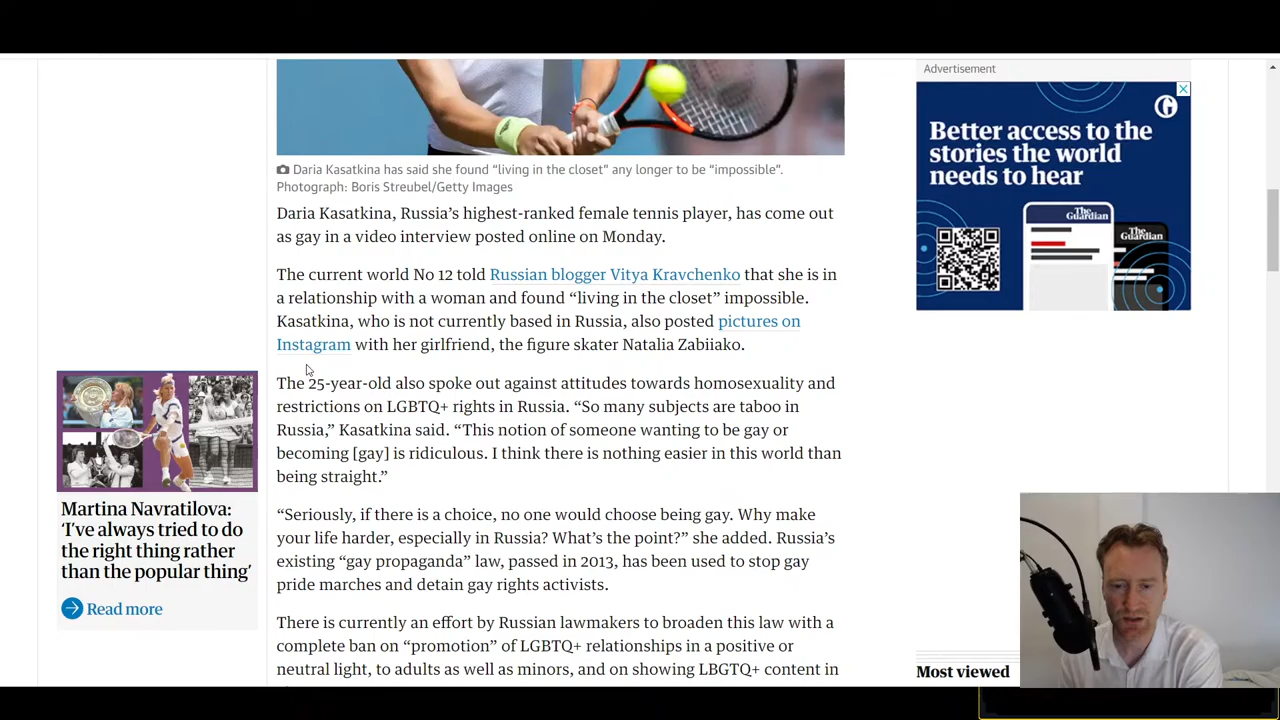 Advertisement
Better access to the
stories the world
needs to hear
The
Guardian
The
Guardian
Daria Kasatkina has said she found “living in the closet” any longer to be “impossible”.
Photograph: Boris Streubel/Getty Images
Daria Kasatkina, Russia’s highest-ranked female tennis player, has come out
as gay in a video interview posted online on Monday.
The current world No 12 told Russian blogger Vitya Kravchenko that she is in
a relationship with a woman and found “living in the closet” impossible.
Kasatkina, who is not currently based in Russia, also posted pictures on
Instagram with her girlfriend, the figure skater Natalia Zabiiako.
The 25-year-old also spoke out against attitudes towards homosexuality and
restrictions on LGBTQ+ rights in Russia. “So many subjects are taboo in
Russia,” Kasatkina said. “This notion of someone wanting to be gay or
becoming [gay] is ridiculous. I think there is nothing easier in this world than
being straight.”
“Seriously, if there is a choice, no one would choose being gay. Why make
your life harder, especially in Russia? What’s the point?” she added. Russia’s
existing “gay propaganda” law, passed in 2013, has been used to stop gay
pride marches and detain gay rights activists.
There is currently an effort by Russian lawmakers to broaden this law with a
complete ban on “promotion” of LGBTQ+ relationships in a positive or
neutral light, to adults as well as minors, and on showing LBGTQ+ content in
Martina Navratilova:
‘I’ve always tried to do
the right thing rather
than the popular thing’
Read more
Most viewed